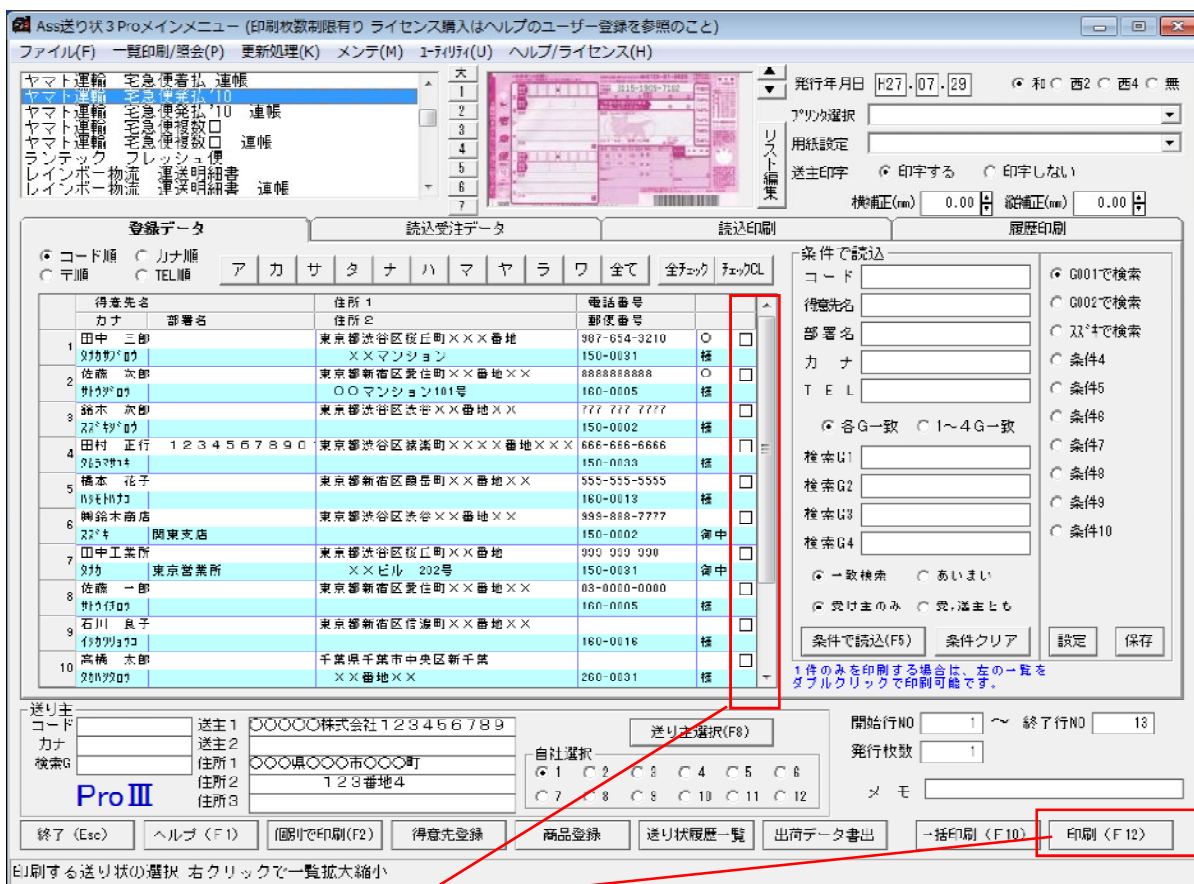 Ass送り状3Proメインメニュー (印刷枚数制限有り ライセンス購入はヘルプのユーザー登録を参照のこと)
ファイル(F) 一覧印刷/照会(P) 更新処理(K) メンテ(M) ﾕｰﾃｨﾘﾃｨ(U) ヘルプ/ライセンス(H)
ヤマト運輸 宅急便着払 連帳
ヤマト運輸 宅急便発払'10
ヤマト運輸 宅急便発払'10 連帳
ヤマト運輸 宅急便複数口
ヤマト運輸 宅急便複数口 連帳
ランテック フレッシュ便
レインボー物流 運送明細書
レインボー物流 運送明細書 連帳
大
1
2
3
4
5
6
7
リスト編集
発行年月日 H27.07.29 和 西2 西4 無
ﾌﾟﾘﾝﾀ選択
用紙設定
送主印字 印字する 印字しない
横補正(mm) 0.00 縦補正(mm) 0.00
登録データ 読込受注データ 読込印刷 履歴印刷
コード順 カナ順
〒順 TEL順
ア カ サ タ ナ ハ マ ヤ ラ ワ 全て 全ﾁｪｯｸ ﾁｪｯｸCL
得意先名 住所1 電話番号
カナ 部署名 住所2 郵便番号
1 田中 三郎 東京都渋谷区桜丘町×××番地 987-654-3210 ○
ﾀﾅｶｻﾌﾞﾛｳ ××マンション 150-0031 様
2 佐藤 次郎 東京都新宿区愛住町××番地×× 8888888888 ○
ｻﾄｳｼﾞﾛｳ ○○マンション101号 160-0005 様
3 鈴木 次郎 東京都渋谷区渋谷××番地×× 777-777-7777
ｽｽﾞｷｼﾞﾛｳ 150-0002 様
4 田村 正行 1234567890 東京都渋谷区猿楽町××××番地××× 666-666-6666
ﾀﾑﾗﾏｻﾕｷ 150-0033 様
5 橋本 花子 東京都新宿区霞岳町××番地×× 555-555-5555
ﾊｼﾓﾄﾊﾅｺ 160-0013 様
6 ㈱鈴木商店 東京都渋谷区渋谷××番地×× 999-888-7777
ｽｽﾞｷ 関東支店 150-0002 御中
7 田中工業所 東京都渋谷区桜丘町××番地 999-999-990
ﾀﾅｶ 東京営業所 ××ビル 202号 150-0031 御中
8 佐藤 一郎 東京都新宿区愛住町××番地×× 03-0000-0000
ｻﾄｳｲﾁﾛｳ 160-0005 様
9 石川 良子 東京都新宿区信濃町××番地××
ｲｼｶﾜﾘｮｳｺ 160-0016 様
10 高橋 太郎 千葉県千葉市中央区新千葉
ﾀｶﾊｼﾀﾛｳ ××番地×× 260-0031 様
条件で読込
コード
得意先名
部署名
カナ
TEL
各G一致 1～4G一致
検索G1
検索G2
検索G3
検索G4
一致検索 あいまい
受け主のみ 受,送主とも
条件で読込(F5) 条件クリア
G001で検索
G002で検索
ｽｽﾞｷで検索
条件4
条件5
条件6
条件7
条件8
条件9
条件10
設定 保存
1件のみを印刷する場合は、左の一覧を
ダブルクリックで印刷可能です。
送り主
コード
カナ
検索G
ProⅢ
送主1 ○○○○○株式会社123456789
送主2
住所1 ○○○県○○○市○○○町
住所2 123番地4
住所3
送り主選択(F8)
自社選択
1 2 3 4 5 6
7 8 9 10 11 12
開始行NO 1 ～ 終了行NO 13
発行枚数 1
メモ
終了 (Esc) ヘルプ (F1) 個別で印刷(F2) 得意先登録 商品登録 送り状履歴一覧 出荷データ書出 一括印刷 (F10) 印刷 (F12)
印刷する送り状の選択 右クリックで一覧拡大縮小